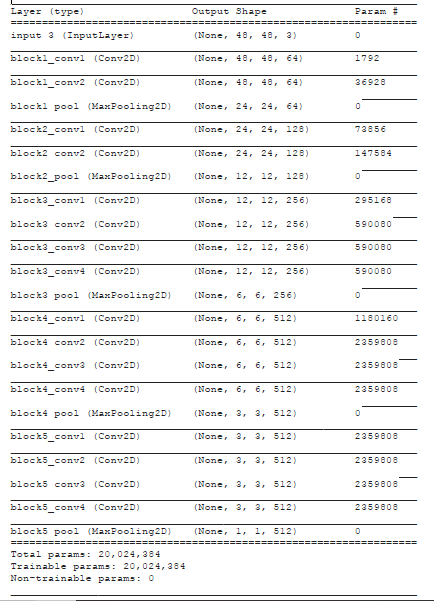 Layer (type) Output Shape Param #
input 3 (InputLayer) (None, 48, 48, 3) 0
block1_conv1 (Conv2D) (None, 48, 48, 64) 1792
block1_conv2 (Conv2D) (None, 48, 48, 64) 36928
block1 pool (MaxPooling2D) (None, 24, 24, 64) 0
block2_conv1 (Conv2D) (None, 24, 24, 128) 73856
block2 conv2 (Conv2D) (None, 24, 24, 128) 147584
block2_pool (MaxPooling2D) (None, 12, 12, 128) 0
block3_conv1 (Conv2D) (None, 12, 12, 256) 295168
block3 conv2 (Conv2D) (None, 12, 12, 256) 590080
block3_conv3 (Conv2D) (None, 12, 12, 256) 590080
block3_conv4 (Conv2D) (None, 12, 12, 256) 590080
block3 pool (MaxPooling2D) (None, 6, 6, 256) 0
block4_conv1 (Conv2D) (None, 6, 6, 512) 1180160
block4 conv2 (Conv2D) (None, 6, 6, 512) 2359808
block4_conv3 (Conv2D) (None, 6, 6, 512) 2359808
block4_conv4 (Conv2D) (None, 6, 6, 512) 2359808
block4 pool (MaxPooling2D) (None, 3, 3, 512) 0
block5_conv1 (Conv2D) (None, 3, 3, 512) 2359808
block5_conv2 (Conv2D) (None, 3, 3, 512) 2359808
block5 conv3 (Conv2D) (None, 3, 3, 512) 2359808
block5_conv4 (Conv2D) (None, 3, 3, 512) 2359808
block5 pool (MaxPooling2D) (None, 1, 1, 512) 0
Total params: 20,024,384
Trainable params: 20,024,384
Non-trainable params: 0